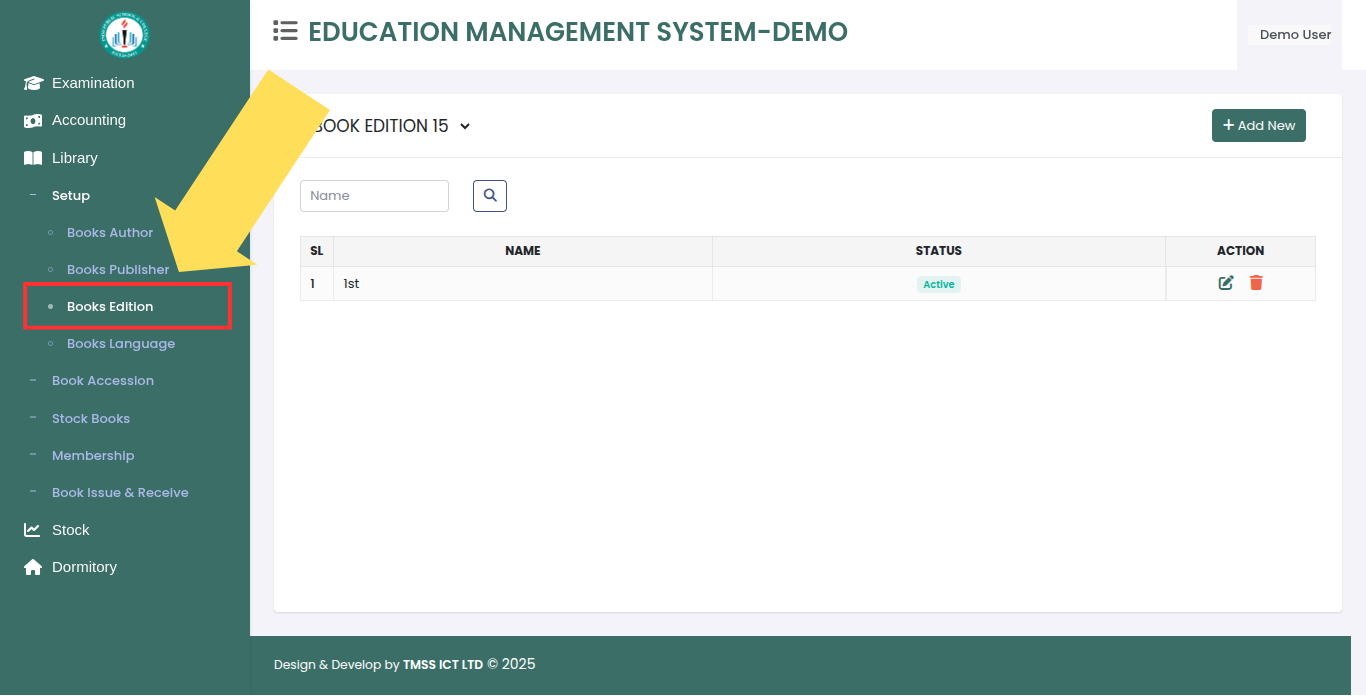 EDUCATION MANAGEMENT SYSTEM-DEMO
Demo User
Examination
Accounting
Library
Setup
Books Author
Books Publisher
Books Edition
Books Language
Book Accession
Stock Books
Membership
Book Issue & Receive
Stock
Dormitory
BOOK EDITION 15
+ Add New
Name
SL NAME STATUS ACTION
1 1st Active
Design & Develop by TMSS ICT LTD © 2025